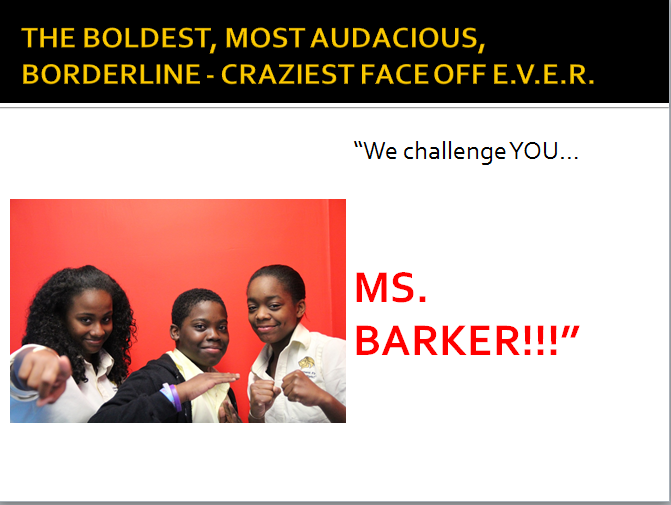 THE BOLDEST, MOST AUDACIOUS,
BORDERLINE - CRAZIEST FACE OFF E.V.E.R.
“We challenge YOU…
MS.
BARKER!!!”